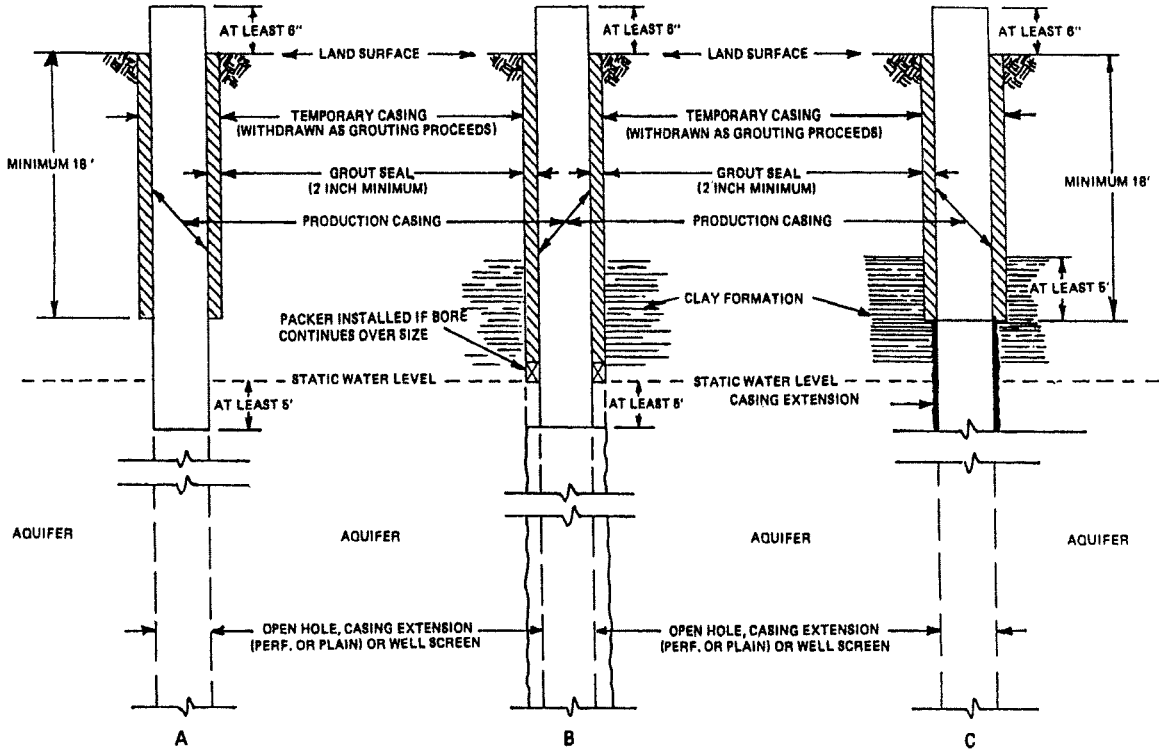 AT LEAST 6"
AT LEAST 6"
AT LEAST 6"
LAND SURFACE
LAND SURFACE
TEMPORARY CASING
(WITHDRAWN AS GROUTING PROCEEDS)
TEMPORARY CASING
(WITHDRAWN AS GROUTING PROCEEDS)
MINIMUM 18'
GROUT SEAL
(2 INCH MINIMUM)
GROUT SEAL
(2 INCH MINIMUM)
MINIMUM 18'
PRODUCTION CASING
PRODUCTION CASING
AT LEAST 5'
CLAY FORMATION
PACKER INSTALLED IF BORE
CONTINUES OVER SIZE
STATIC WATER LEVEL
STATIC WATER LEVEL
CASING EXTENSION
AT LEAST 5'
AT LEAST 5'
AQUIFER
AQUIFER
AQUIFER
AQUIFER
OPEN HOLE, CASING EXTENSION
(PERF. OR PLAIN) OR WELL SCREEN
OPEN HOLE, CASING EXTENSION
(PERF. OR PLAIN) OR WELL SCREEN
A
B
C